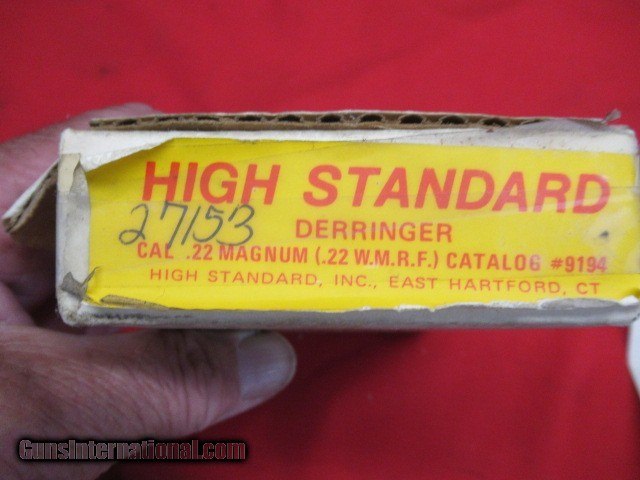 HIGH STANDARD
27153
DERRINGER
CAL .22 MAGNUM (.22 W.M.R.F.) CATALOG #9194
HIGH STANDARD, INC., EAST HARTFORD, CT
GunsInternational.com